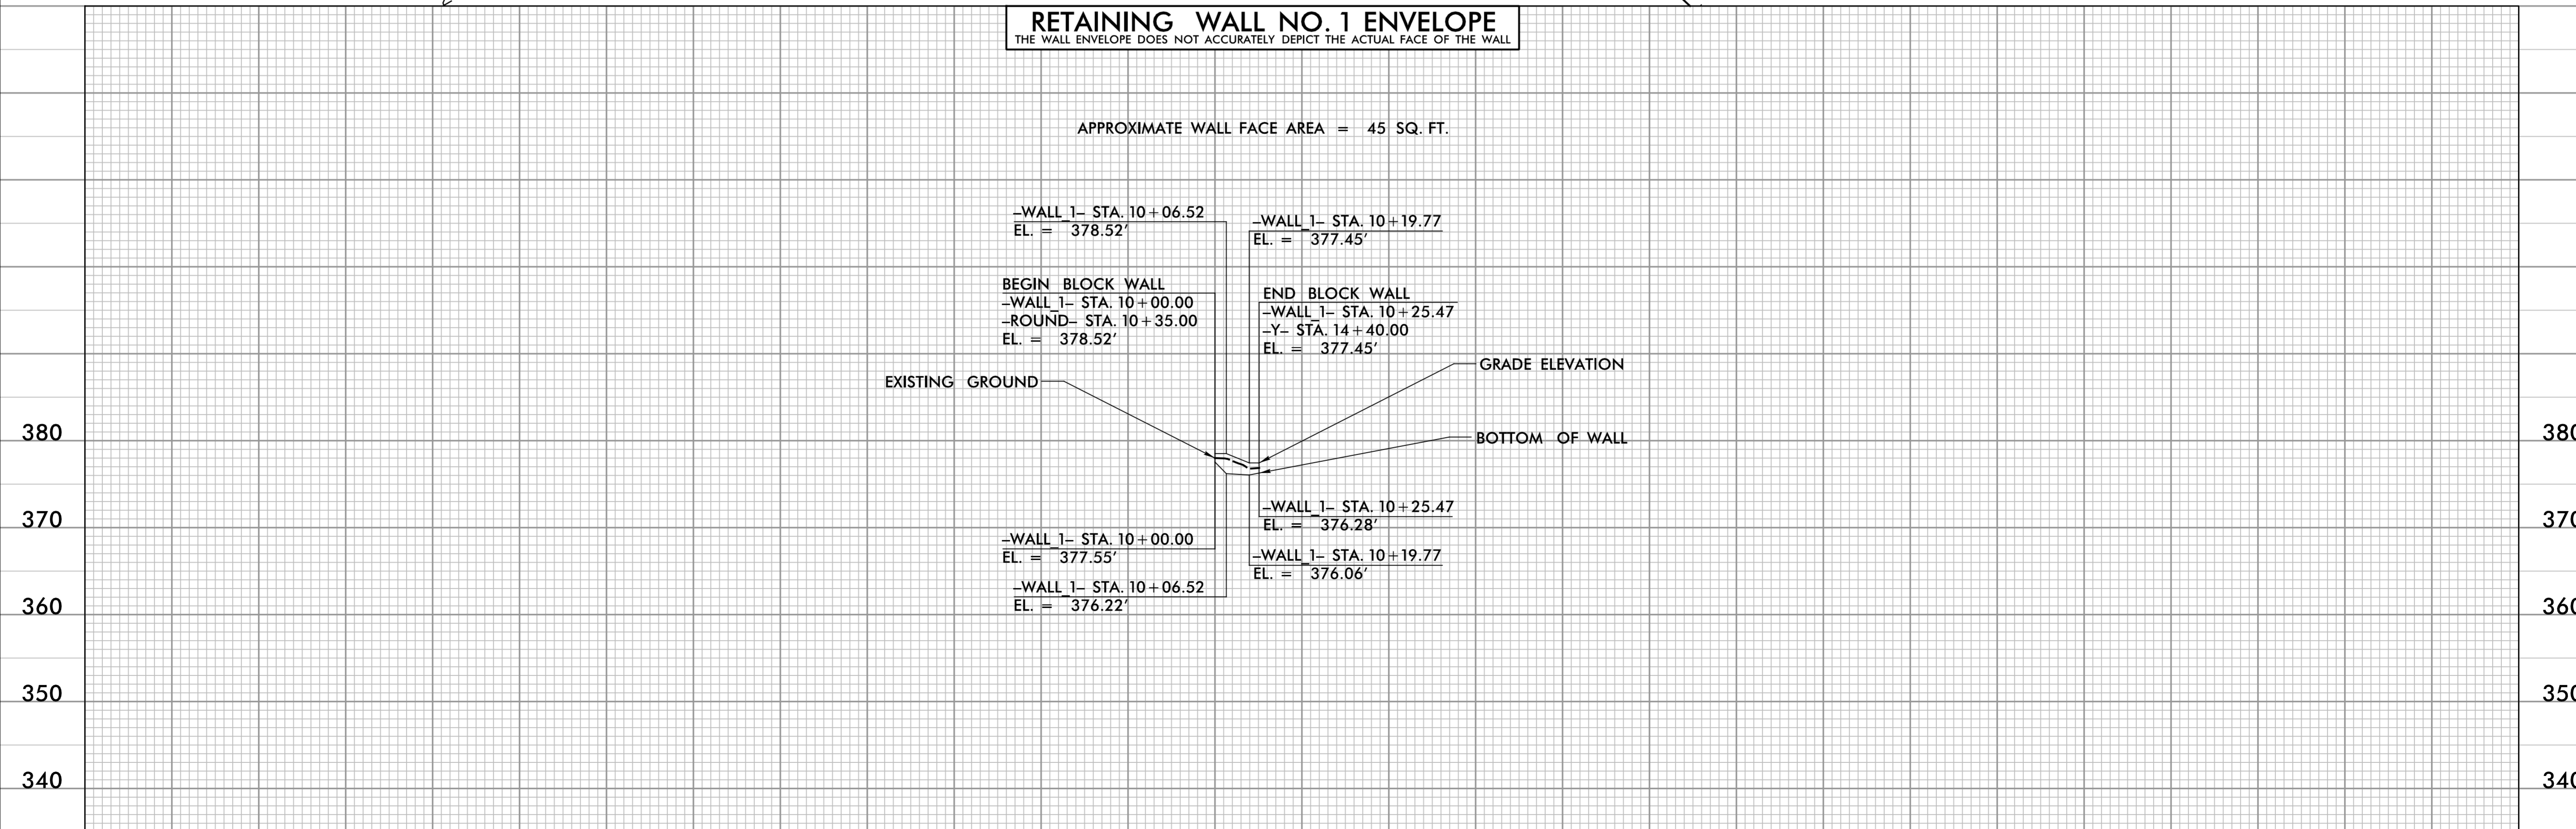 RETAINING WALL NO. 1 ENVELOPE
THE WALL ENVELOPE DOES NOT ACCURATELY DEPICT THE ACTUAL FACE OF THE WALL
APPROXIMATE WALL FACE AREA = 45 SQ. FT.
-WALL_1- STA. 10+06.52
EL. = 378.52'
-WALL_1- STA. 10+19.77
EL. = 377.45'
BEGIN BLOCK WALL
-WALL_1- STA. 10+00.00
-ROUND- STA. 10+35.00
EL. = 378.52'
END BLOCK WALL
-WALL_1- STA. 10+25.47
-Y- STA. 14+40.00
EL. = 377.45'
GRADE ELEVATION
EXISTING GROUND
BOTTOM OF WALL
-WALL_1- STA. 10+25.47
EL. = 376.28'
-WALL_1- STA. 10+00.00
EL. = 377.55'
-WALL_1- STA. 10+19.77
EL. = 376.06'
-WALL_1- STA. 10+06.52
EL. = 376.22'
380
370
360
350
340
380
370
360
350
340